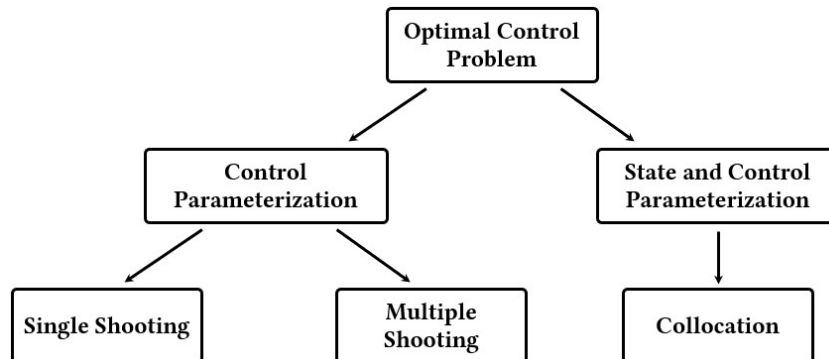 Optimal Control
Problem
Control
Parameterization
State and Control
Parameterization
Single Shooting
Multiple
Shooting
Collocation